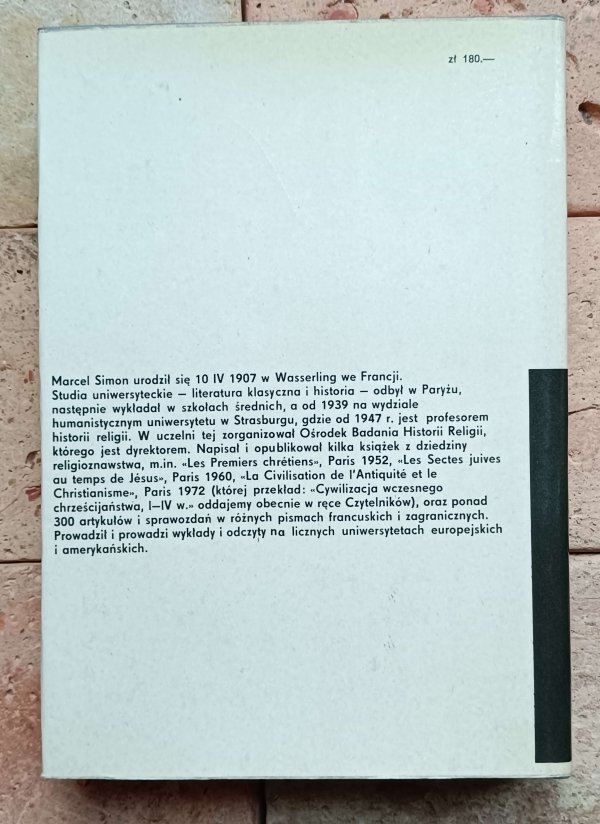 zł 180.—
Marcel Simon urodził się 10 IV 1907 w Wasserling we Francji.
Studia uniwersyteckie — literatura klasyczna i historia — odbył w Paryżu,
następnie wykładał w szkołach średnich, a od 1939 na wydziale
humanistycznym uniwersytetu w Strasburgu, gdzie od 1947 r. jest profesorem
historii religii. W uczelni tej zorganizował Ośrodek Badania Historii Religii,
którego jest dyrektorem. Napisał i opublikował kilka książek z dziedziny
religioznawstwa, m.in. «Les Premiers chrétiens», Paris 1952, «Les Sectes juives
au temps de Jésus», Paris 1960, «La Civilisation de l'Antiquité et le
Christianisme», Paris 1972 (której przekład: «Cywilizacja wczesnego
chrześcijaństwa, I—IV w.» oddajemy obecnie w ręce Czytelników), oraz ponad
300 artykułów i sprawozdań w różnych pismach francuskich i zagranicznych.
Prowadził i prowadzi wykłady i odczyty na licznych uniwersytetach europejskich
i amerykańskich.